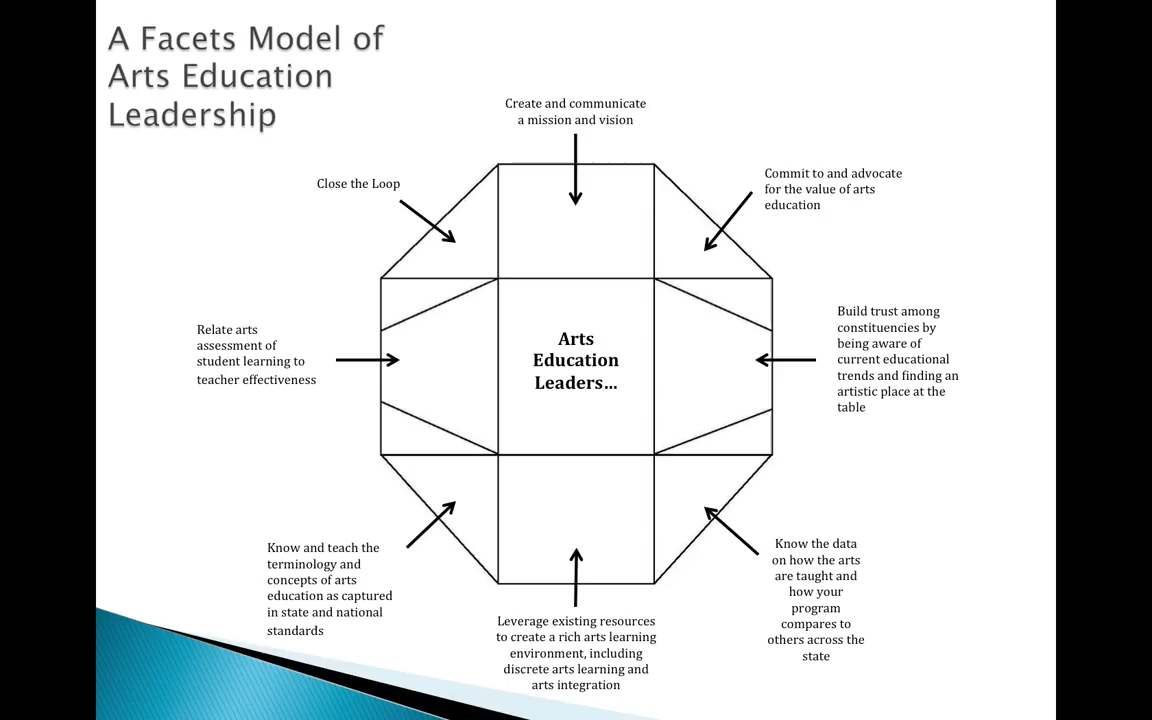 A Facets Model of
Arts Education
Leadership
Create and communicate
a mission and vision
Close the Loop
Commit to and advocate
for the value of arts
education
Relate arts
assessment of
student learning to
teacher effectiveness
Arts
Education
Leaders...
Build trust among
constituencies by
being aware of
current educational
trends and finding an
artistic place at the
table
Know and teach the
terminology and
concepts of arts
education as captured
in state and national
standards
Leverage existing resources
to create a rich arts learning
environment, including
discrete arts learning and
arts integration
Know the data
on how the arts
are taught and
how your
program
compares to
others across the
state